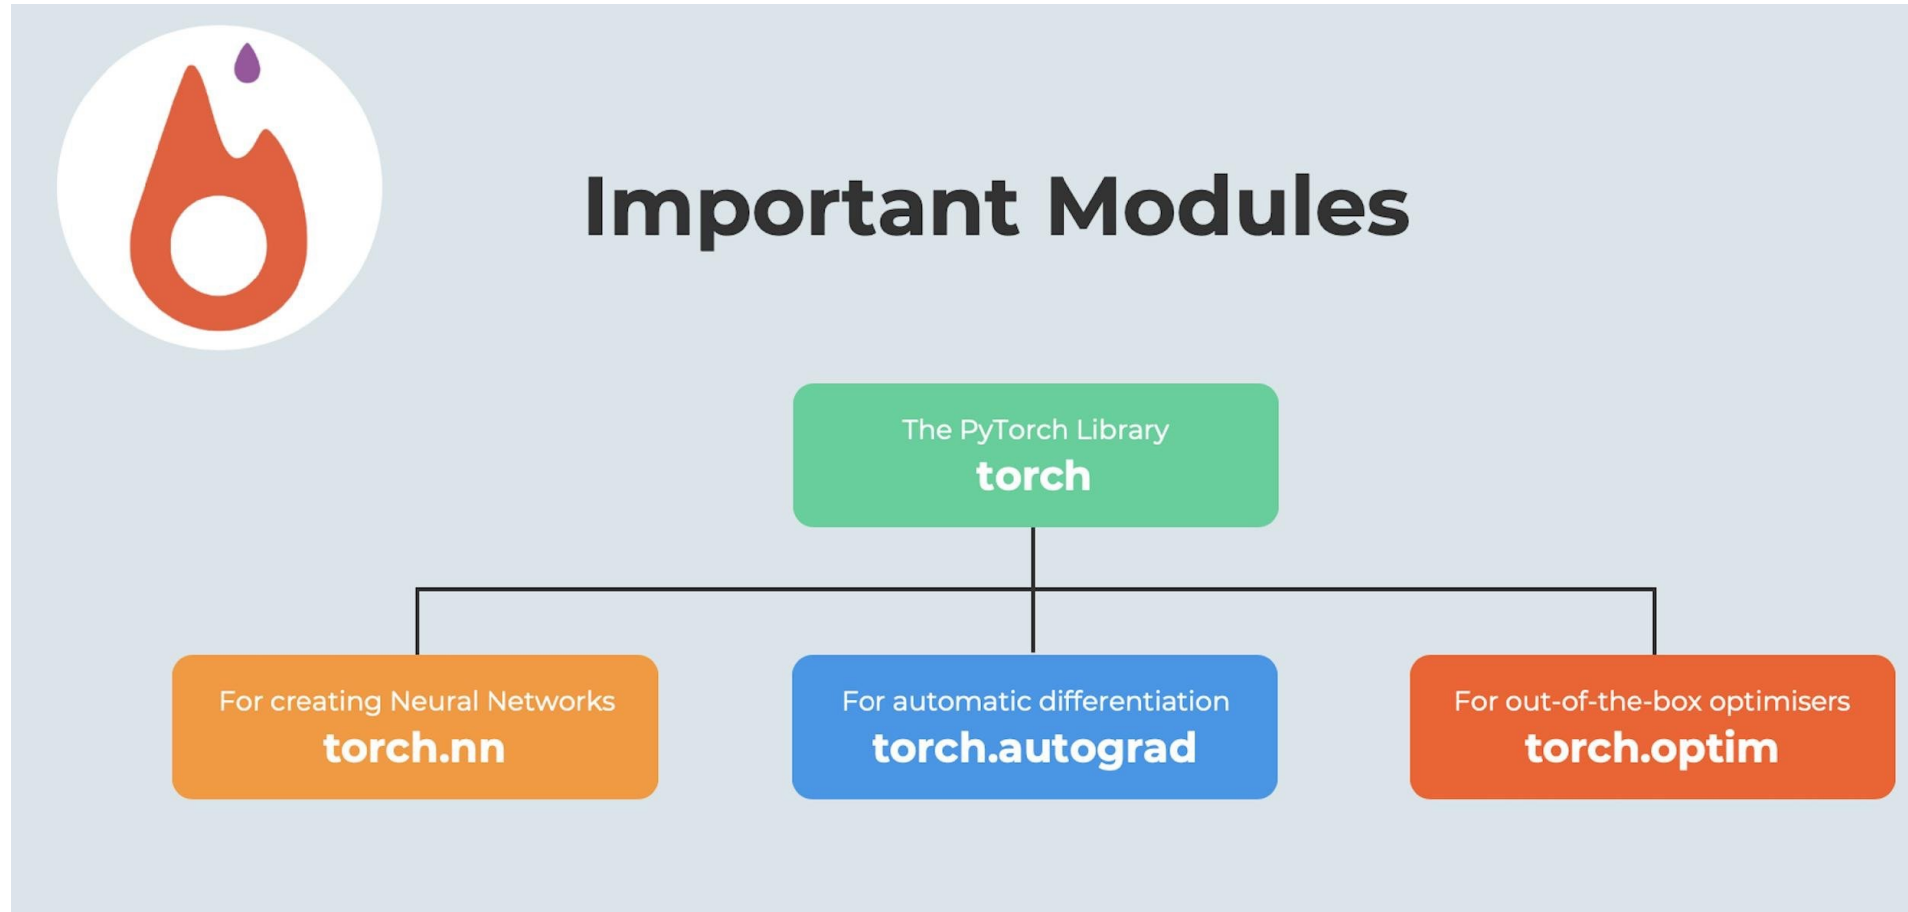 Important Modules
The PyTorch Library
torch
For creating Neural Networks
torch.nn
For automatic differentiation
torch.autograd
For out-of-the-box optimisers
torch.optim